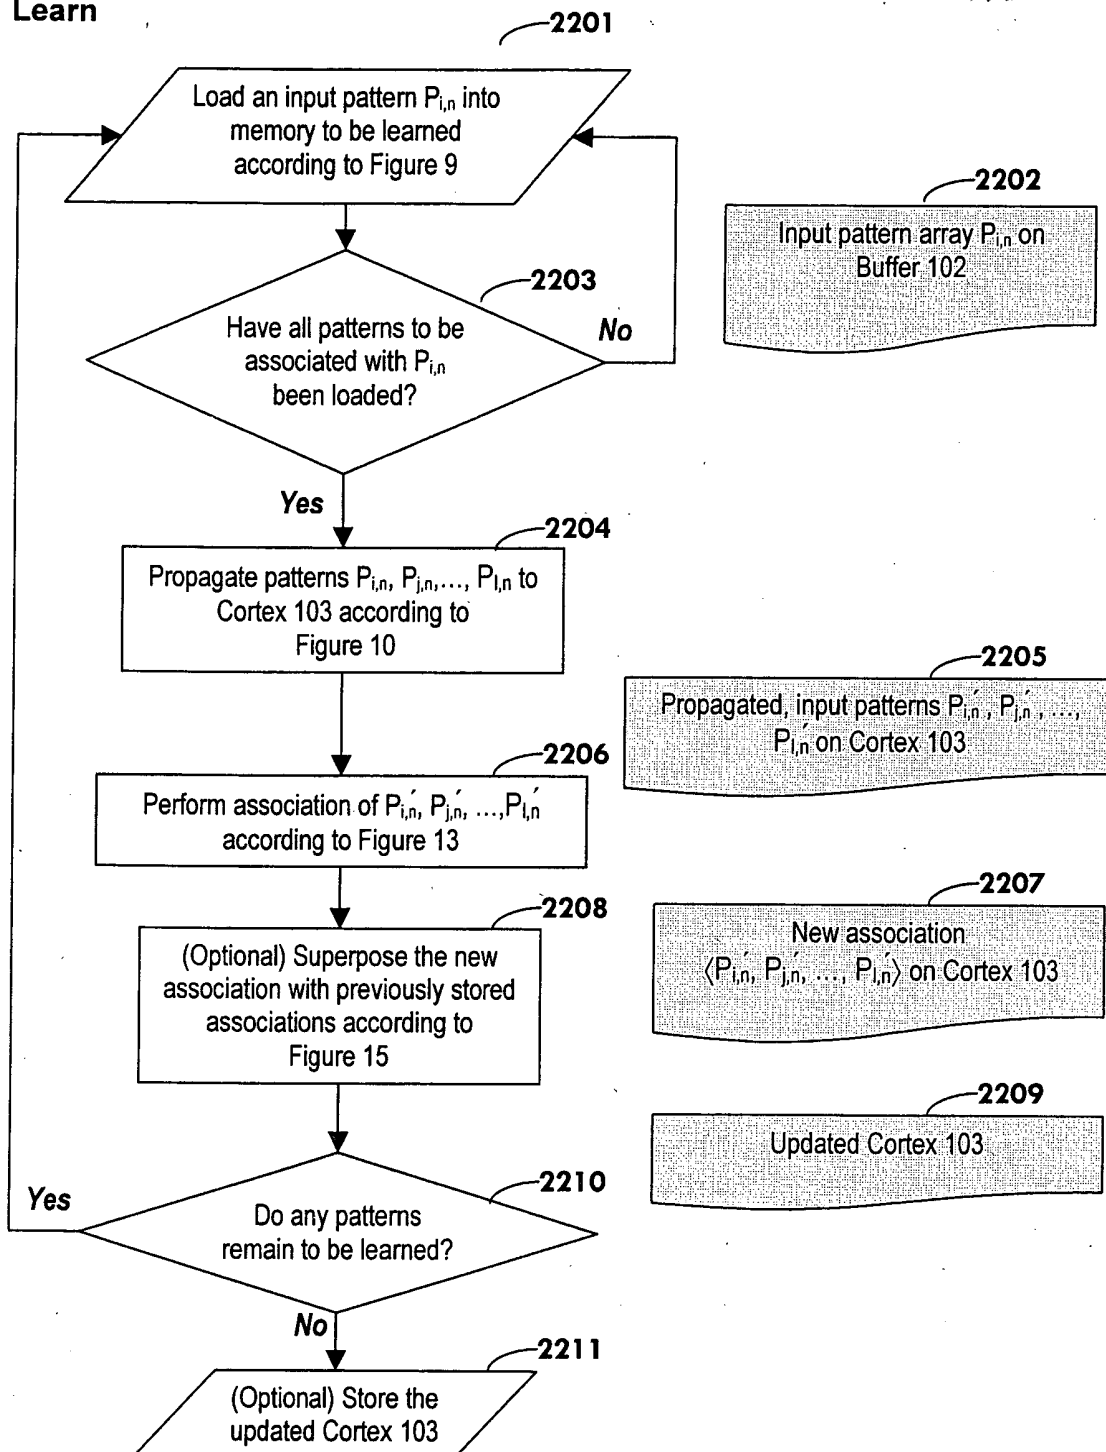 Learn
2201
Load an input pattern Pi,n into
memory to be learned
according to Figure 9
2202
Input pattern array Pi,n on
Buffer 102
2203
Have all patterns to be
associated with Pi,n
been loaded?
No
Yes
2204
Propagate patterns Pi,n, Pj,n,..., Pl,n to
Cortex 103 according to
Figure 10
2205
Propagated, input patterns Pi,n′, Pj,n′, ...,
Pl,n′ on Cortex 103
2206
Perform association of Pi,n′, Pj,n′, ...,Pl,n′
according to Figure 13
2207
New association
⟨Pi,n′, Pj,n′, ..., Pl,n′⟩ on Cortex 103
2208
(Optional) Superpose the new
association with previously stored
associations according to
Figure 15
2209
Updated Cortex 103
2210
Do any patterns
remain to be learned?
Yes
No
2211
(Optional) Store the
updated Cortex 103